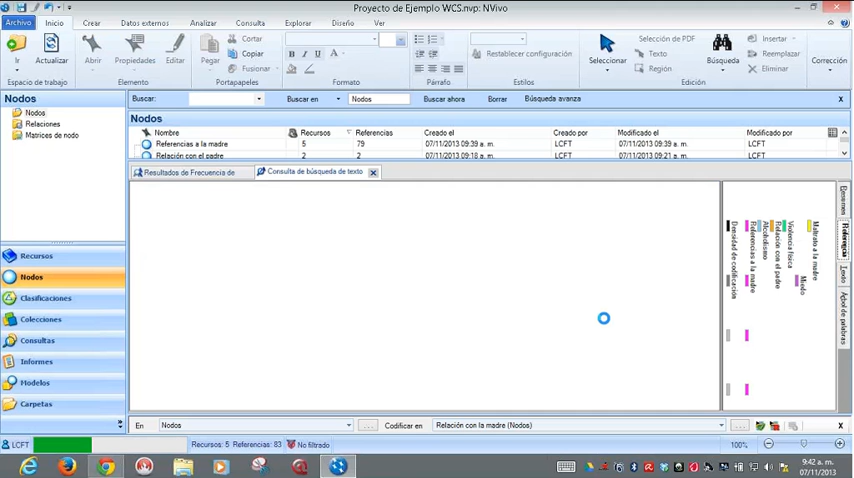 Proyecto de Ejemplo WCS.nvp: NVivo
Archivo Inicio Crear Datos externos Analizar Consulta Explorar Diseño Ver
Ir Actualizar Abrir Propiedades Editar Pegar Cortar Copiar Fusionar
N K S A
Restablecer configuración
Seleccionar Selección de PDF Texto Región
Búsqueda Insertar Reemplazar Eliminar
Corrección
Espacio de trabajo Elemento Portapapeles Formato Párrafo Estilos Edición
Nodos
Nodos
Relaciones
Matrices de nodo
Recursos
Nodos
Clasificaciones
Colecciones
Consultas
Informes
Modelos
Carpetas
Buscar: Buscar en Nodos Buscar ahora Borrar Búsqueda avanza x
Nodos
Nombre Recursos Referencias Creado el Creado por Modificado el Modificado por
Referencias a la madre 5 79 07/11/2013 09:39 a. m. LCFT 07/11/2013 09:39 a. m. LCFT
Relación con el padre 2 2 07/11/2013 09:18 a. m. LCFT 07/11/2013 09:21 a. m. LCFT
Resultados de Frecuencia de
Consulta de búsqueda de texto
Densidad de codificación
Referencias a la madre
Alcoholismo
Relación con el padre
Violencia física
Miedo
Maltrato a la madre
Resumen
Referencia
Texto
Árbol de palabras
En Nodos ... Codificar en Relación con la madre (Nodos) ... x
LCFT Recursos: 5 Referencias: 83 No filtrado 100%
9:42 a. m.
07/11/2013